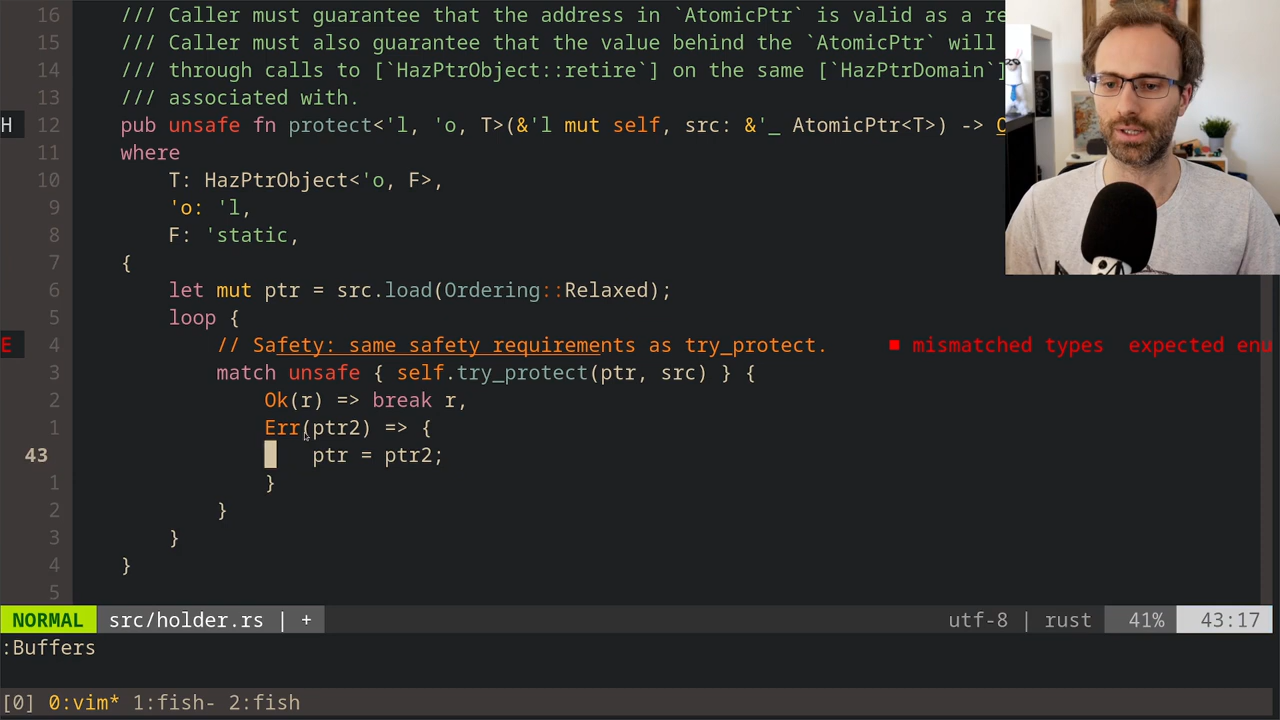 16 /// Caller must guarantee that the address in `AtomicPtr` is valid as a re
15 /// Caller must also guarantee that the value behind the `AtomicPtr` will
14 /// through calls to [`HazPtrObject::retire`] on the same [`HazPtrDomain`]
13 /// associated with.
H 12 pub unsafe fn protect<'l, 'o, T>(&'l mut self, src: &'_ AtomicPtr<T>) -> O
11 where
10 T: HazPtrObject<'o, F>,
9 'o: 'l,
8 F: 'static,
7 {
6 let mut ptr = src.load(Ordering::Relaxed);
5 loop {
E 4 // Safety: same safety requirements as try_protect. ■ mismatched types expected enu
3 match unsafe { self.try_protect(ptr, src) } {
2 Ok(r) => break r,
1 Err(ptr2) => {
43 ptr = ptr2;
1 }
2 }
3 }
4 }
5
NORMAL src/holder.rs | + utf-8 | rust 41% 43:17
:Buffers
[0] 0:vim* 1:fish- 2:fish